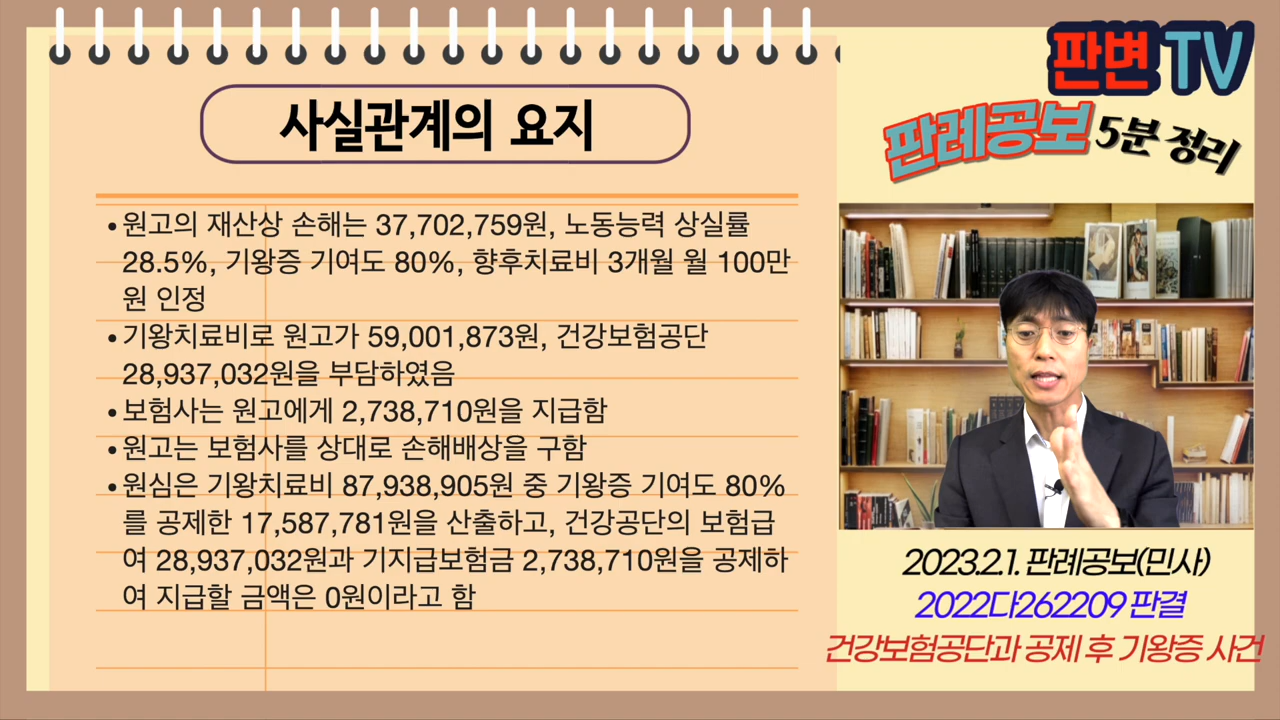 판변 TV
판례공보 5분 정리
사실관계의 요지
•원고의 재산상 손해는 37,702,759원, 노동능력 상실률
28.5%, 기왕증 기여도 80%, 향후치료비 3개월 월 100만
원 인정
•기왕치료비로 원고가 59,001,873원, 건강보험공단
28,937,032원을 부담하였음
•보험사는 원고에게 2,738,710원을 지급함
•원고는 보험사를 상대로 손해배상을 구함
•원심은 기왕치료비 87,938,905원 중 기왕증 기여도 80%
를 공제한 17,587,781원을 산출하고, 건강공단의 보험급
여 28,937,032원과 기지급보험금 2,738,710원을 공제하
여 지급할 금액은 0원이라고 함
2023.2.1. 판례공보(민사)
2022다262209 판결
건강보험공단과 공제 후 기왕증 사건